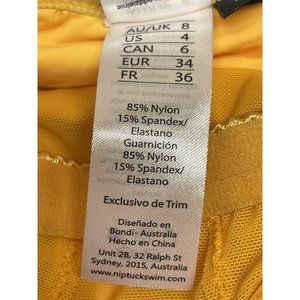 AU/UK 8
US 4
CAN 6
EUR 34
FR 36
85% Nylon
15% Spandex/
Elastano
Guarnición
85% Nylon
15% Spandex/
Elastano
Exclusivo de Trim
Diseñado en
Bondi- Australia
Hecho en China
Unit 2B, 32 Ralph St
Sydney, 2015, Australia
www.niptuckswim.com